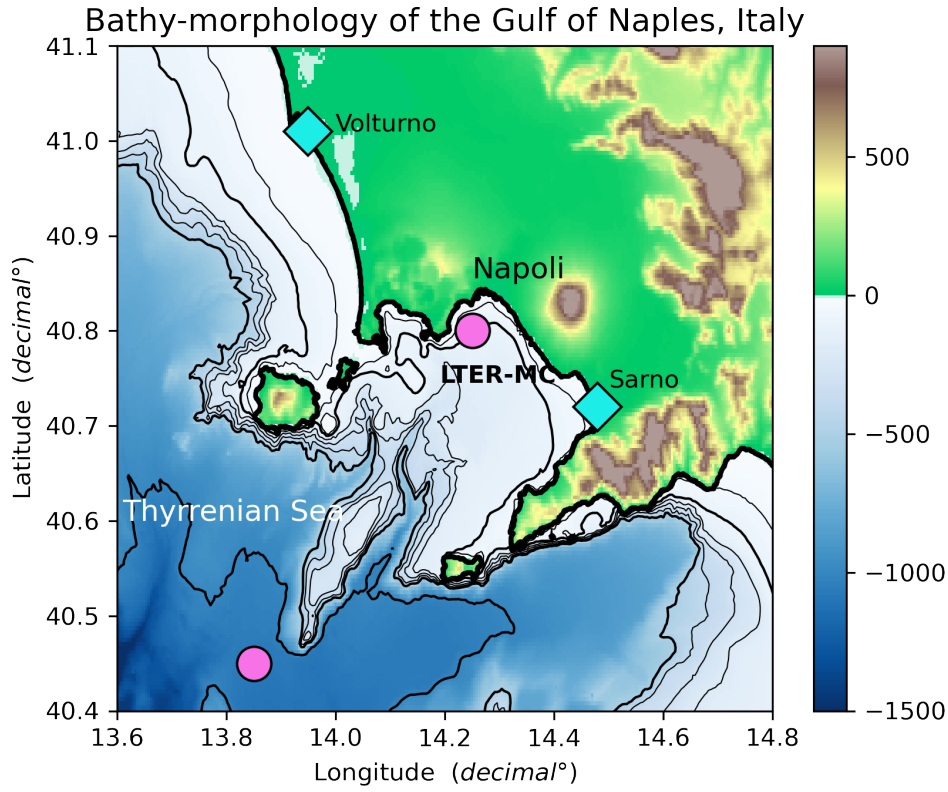 Bathy-morphology of the Gulf of Naples, Italy
41.1
41.0
40.9
40.8
40.7
40.6
40.5
40.4
Latitude (decimal°)
13.6 13.8 14.0 14.2 14.4 14.6 14.8
Longitude (decimal°)
Volturno
Napoli
LTER-MC
Sarno
Thyrrenian Sea
500
0
−500
−1000
−1500